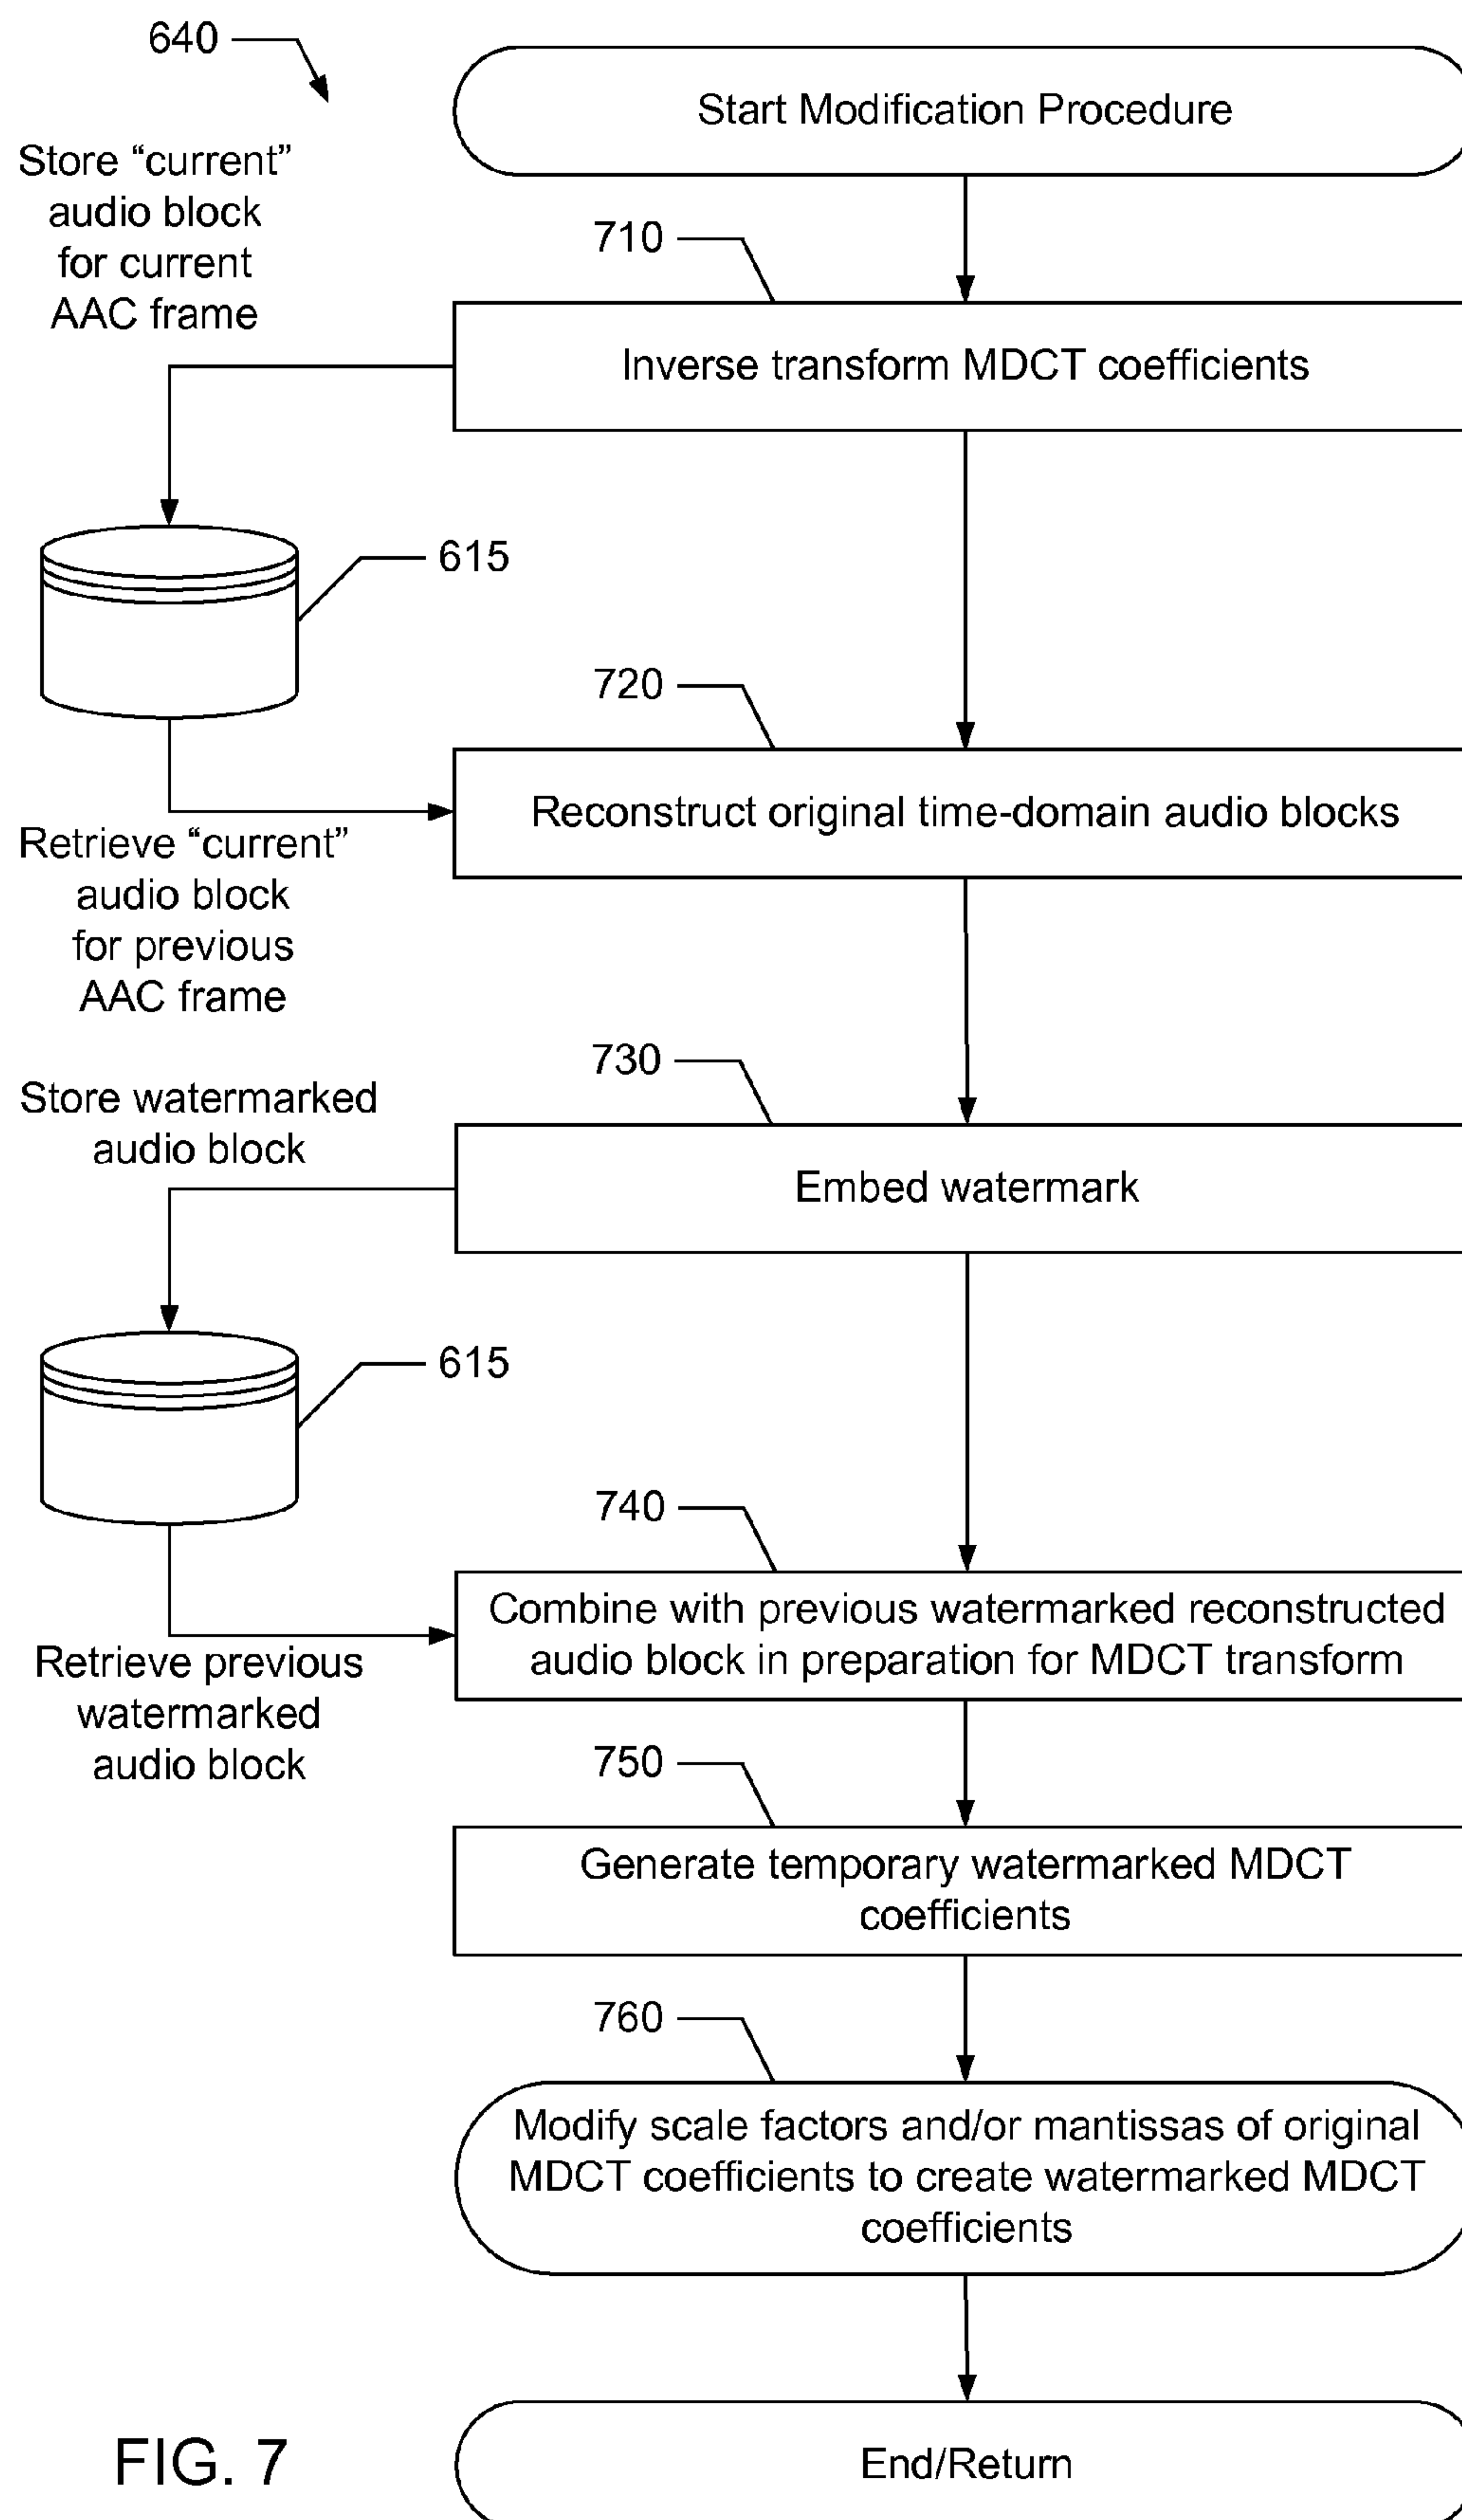 640
Start Modification Procedure
Store “current”
audio block
for current
AAC frame
710
Inverse transform MDCT coefficients
615
720
Reconstruct original time-domain audio blocks
Retrieve “current”
audio block
for previous
AAC frame
730
Store watermarked
audio block
Embed watermark
615
740
Combine with previous watermarked reconstructed
audio block in preparation for MDCT transform
Retrieve previous
watermarked
audio block
750
Generate temporary watermarked MDCT
coefficients
760
Modify scale factors and/or mantissas of original
MDCT coefficients to create watermarked MDCT
coefficients
FIG. 7
End/Return